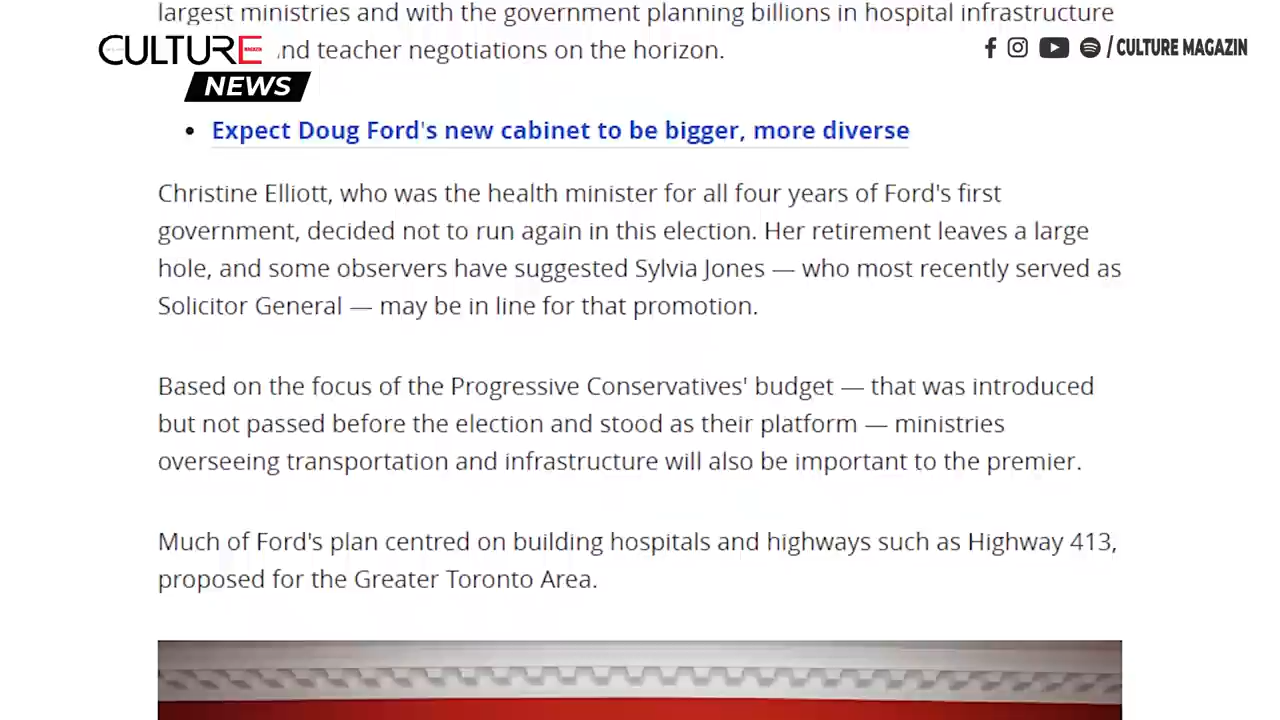 largest ministries and with the government planning billions in hospital infrastructure
CULTURE
nd teacher negotiations on the horizon.
/ CULTURE MAGAZIN
NEWS
• Expect Doug Ford's new cabinet to be bigger, more diverse
Christine Elliott, who was the health minister for all four years of Ford's first
government, decided not to run again in this election. Her retirement leaves a large
hole, and some observers have suggested Sylvia Jones — who most recently served as
Solicitor General — may be in line for that promotion.
Based on the focus of the Progressive Conservatives' budget — that was introduced
but not passed before the election and stood as their platform — ministries
overseeing transportation and infrastructure will also be important to the premier.
Much of Ford's plan centred on building hospitals and highways such as Highway 413,
proposed for the Greater Toronto Area.